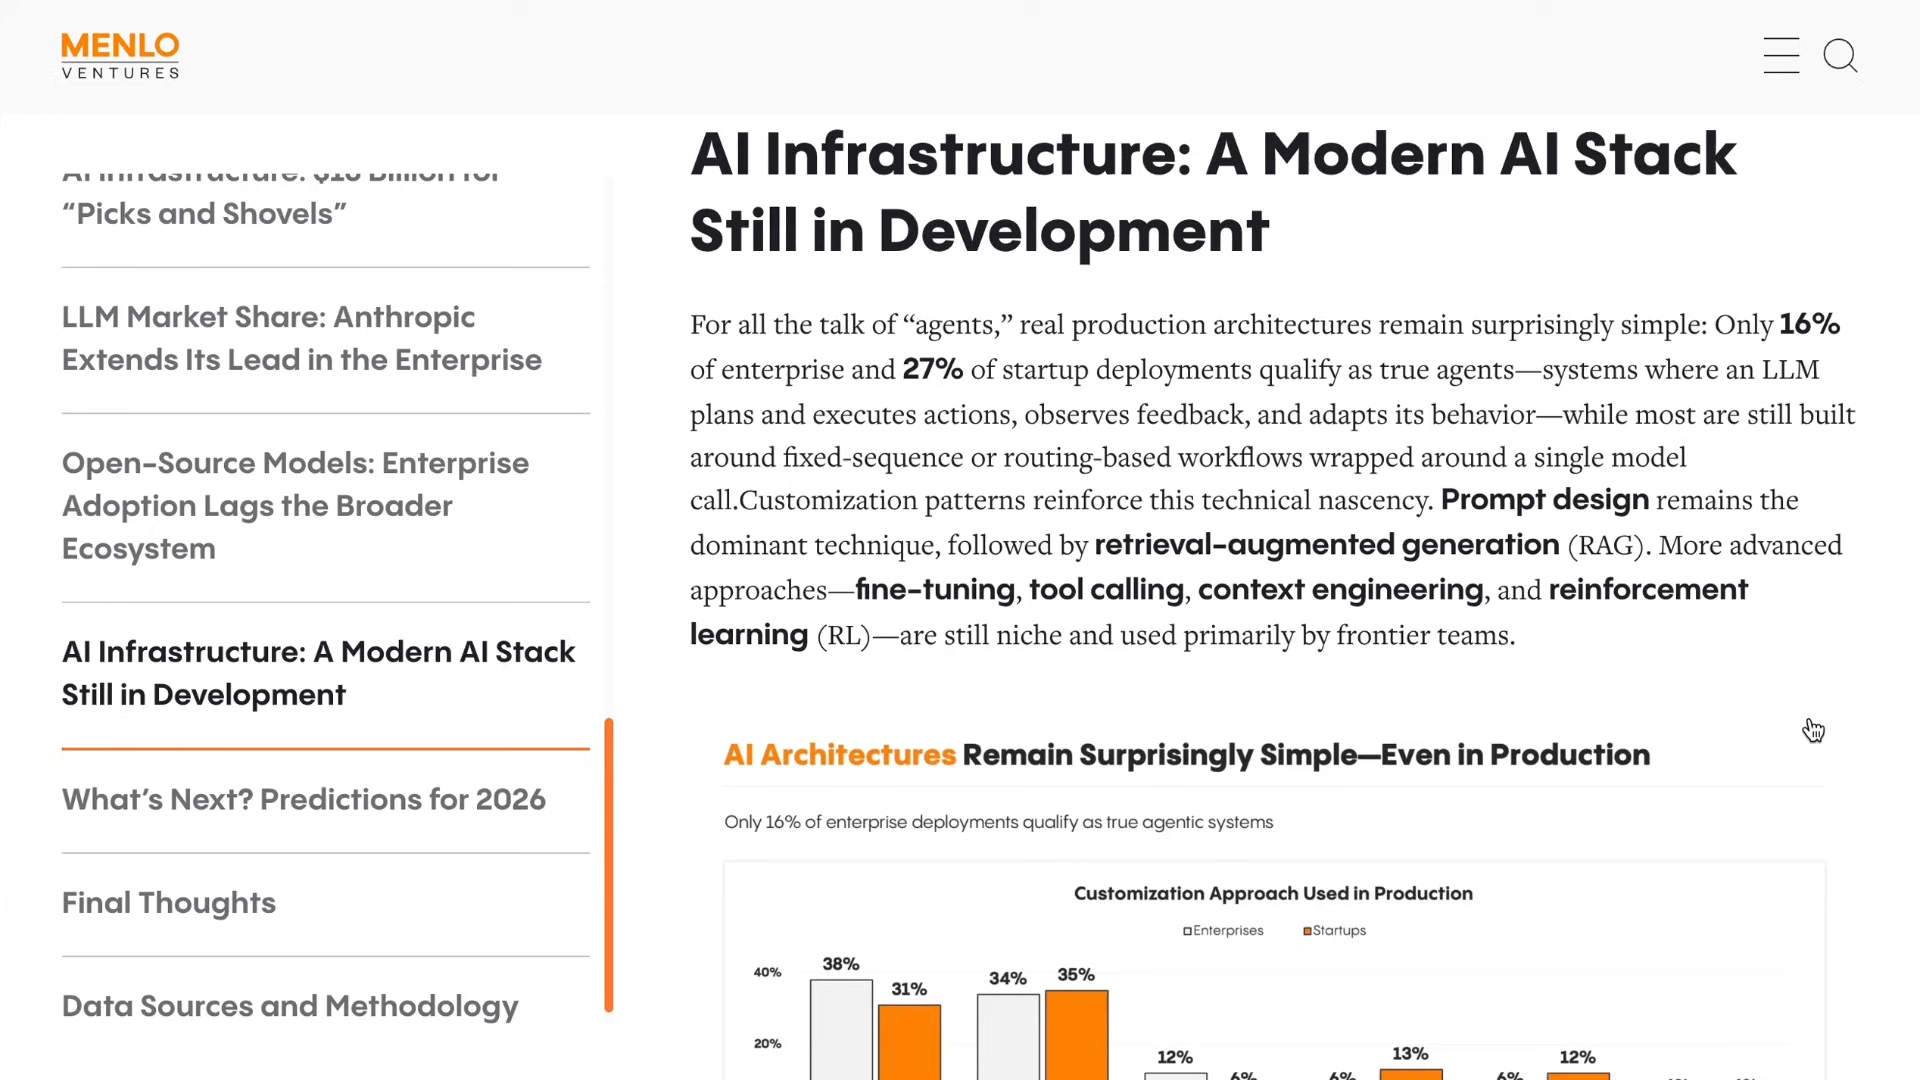 MENLO
VENTURES
AI Infrastructure: $18 Billion for
“Picks and Shovels”
LLM Market Share: Anthropic
Extends Its Lead in the Enterprise
Open-Source Models: Enterprise
Adoption Lags the Broader
Ecosystem
AI Infrastructure: A Modern AI Stack
Still in Development
What’s Next? Predictions for 2026
Final Thoughts
Data Sources and Methodology
AI Infrastructure: A Modern AI Stack
Still in Development
For all the talk of “agents,” real production architectures remain surprisingly simple: Only 16%
of enterprise and 27% of startup deployments qualify as true agents—systems where an LLM
plans and executes actions, observes feedback, and adapts its behavior—while most are still built
around fixed-sequence or routing-based workflows wrapped around a single model
call.Customization patterns reinforce this technical nascency. Prompt design remains the
dominant technique, followed by retrieval-augmented generation (RAG). More advanced
approaches—fine-tuning, tool calling, context engineering, and reinforcement
learning (RL)—are still niche and used primarily by frontier teams.
AI Architectures Remain Surprisingly Simple—Even in Production
Only 16% of enterprise deployments qualify as true agentic systems
Customization Approach Used in Production
Enterprises Startups
40% 38% 31% 34% 35%
20% 12% 6% 6% 13% 6% 12%